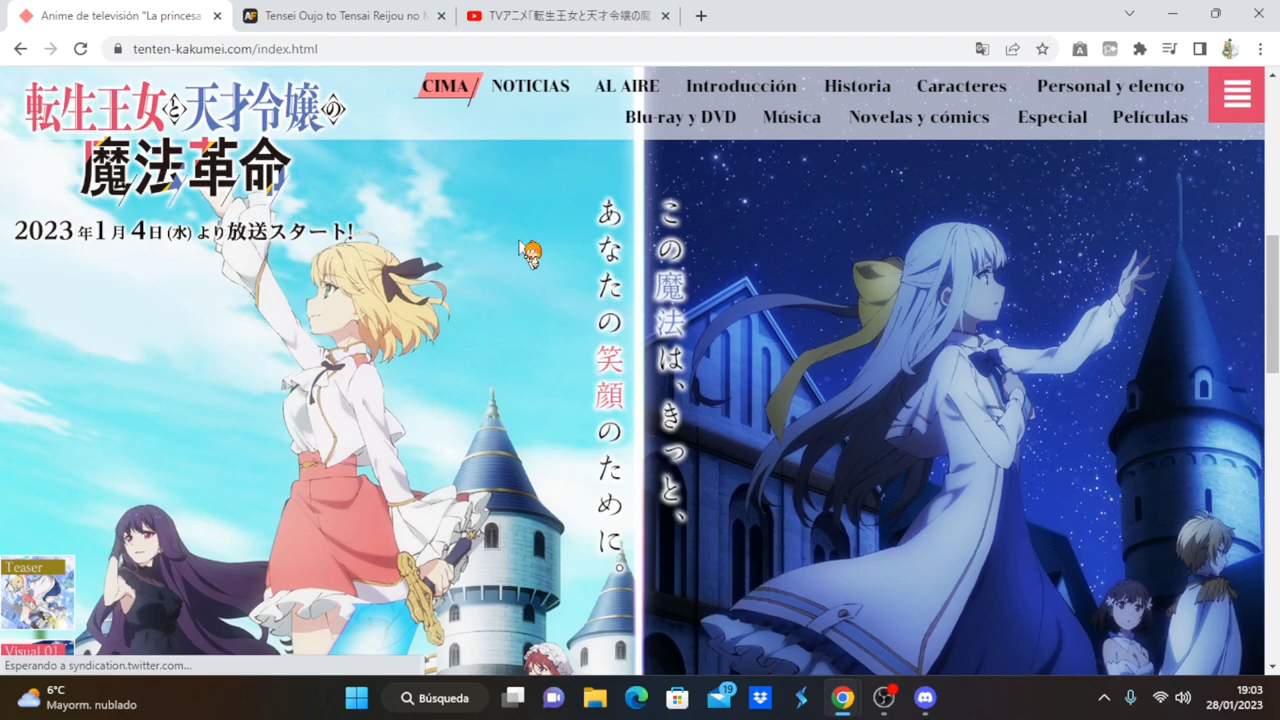 Anime de televisión "La princesa
Tensei Oujo to Tensai Reijou no
TVアニメ「転生王女と天才令嬢の魔
tenten-kakumei.com/index.html
転生王女と天才令嬢の
魔法革命
2023年1月4日(水)より放送スタート!
CIMA
NOTICIAS
AL AIRE
Introducción
Historia
Caracteres
Personal y elenco
Blu-ray y DVD
Música
Novelas y cómics
Especial
Películas
この魔法は、きっと、
あなたの笑顔のために。
Teaser
Visual 01
Esperando a syndication.twitter.com...
6°C
Mayorm. nublado
Búsqueda
19
19:03
28/01/2023